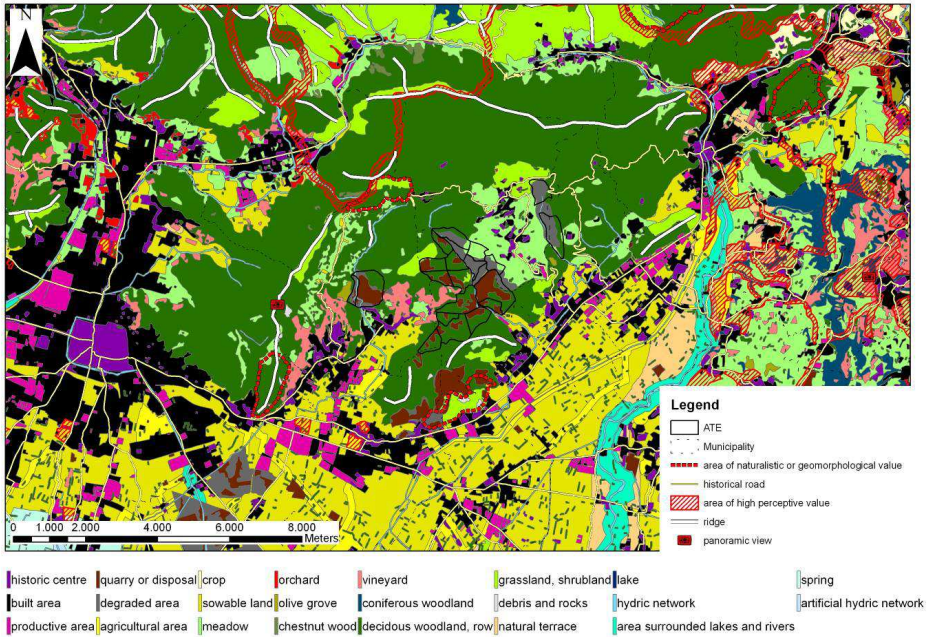 N
Legend
ATE
Municipality
area of naturalistic or geomorphological value
historical road
area of high perceptive value
ridge
panoramic view
0 1.000 2.000 4.000 6.000 8.000
Meters
historic centre quarry or disposal crop orchard vineyard grassland, shrubland lake spring
built area degraded area sowable land olive grove coniferous woodland debris and rocks hydric network artificial hydric network
productive area agricultural area meadow chestnut wood decidous woodland, row natural terrace area surrounded lakes and rivers